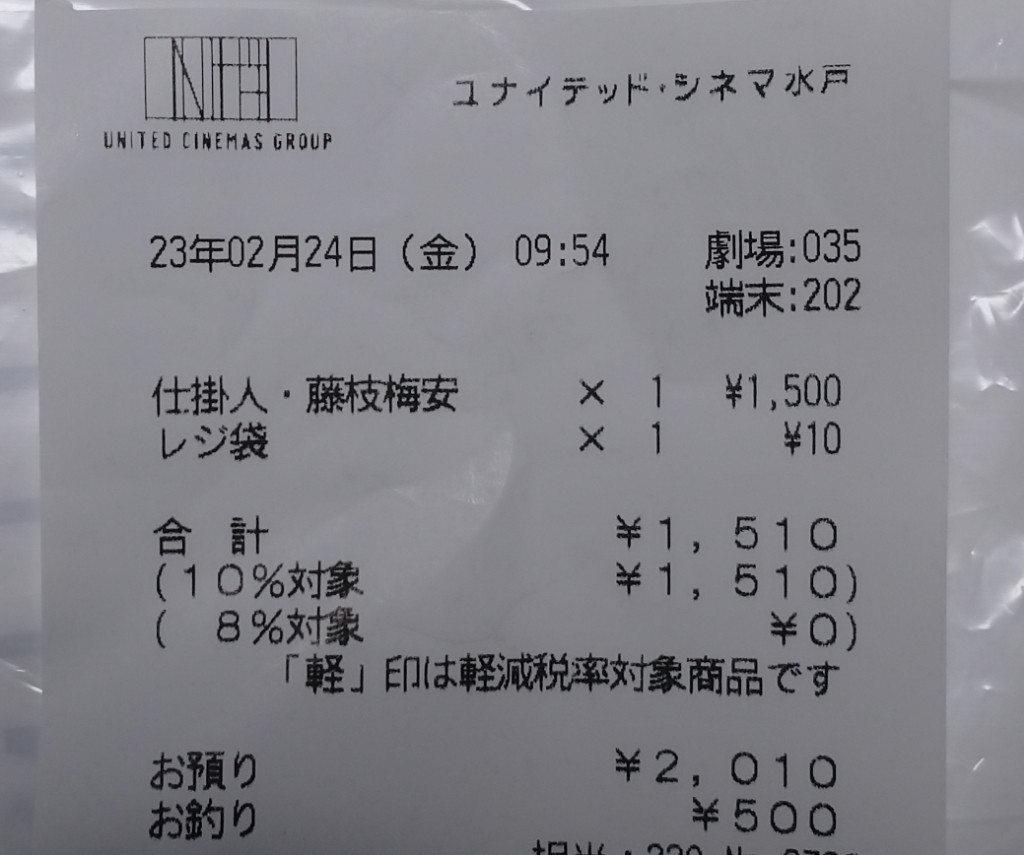 UNITED CINEMAS GROUP
ユナイテッド・シネマ水戸
23年02月24日（金） 09:54 劇場:035
端末:202
仕掛人・藤枝梅安 × 1 ¥1,500
レジ袋 × 1 ¥10
合 計 ¥1,510
(10%対象 ¥1,510)
( 8%対象 ¥0)
「軽」印は軽減税率対象商品です
お預り ¥2,010
お釣り ¥500